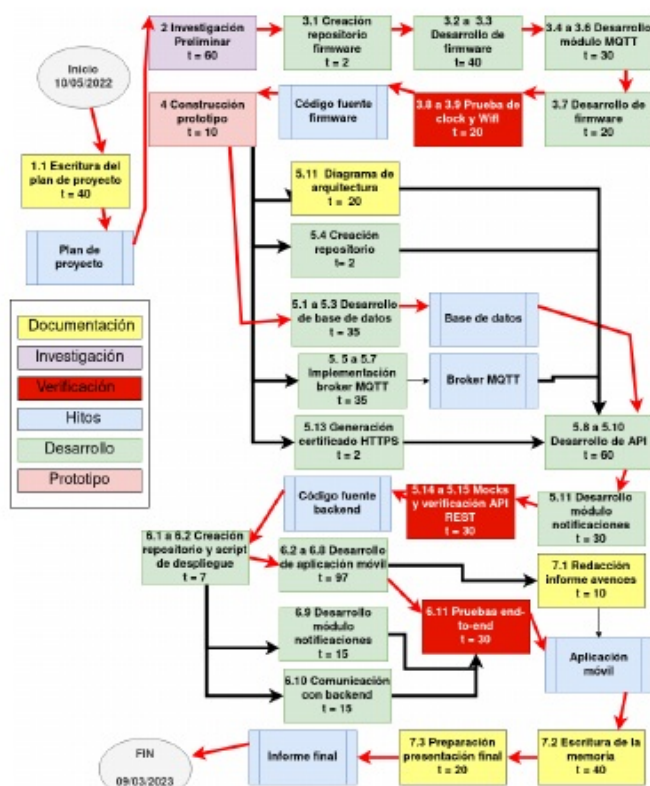 Inicio
10/05/2022
1.1 Escritura del
plan de proyecto
t = 40
Plan de
proyecto
2 Investigación
Preliminar
t = 60
3.1 Creación
repositorio
firmware
t = 2
3.2 a 3.3
Desarrollo de
firmware
t = 40
3.4 a 3.6 Desarrollo
módulo MQTT
t = 30
3.7 Desarrollo de
firmware
t = 20
3.8 a 3.9 Prueba de
clock y Wifi
t = 20
Código fuente
firmware
4 Construcción
prototipo
t = 10
5.11 Diagrama de
arquitectura
t = 20
5.4 Creación
repositorio
t= 2
5.1 a 5.3 Desarrollo
de base de datos
t = 35
Base de datos
5. 5 a 5.7
Implementación
broker MQTT
t = 35
Broker MQTT
5.13 Generación
certificado HTTPS
t = 2
5.8 a 5.10
Desarrollo de API
t = 60
Documentación
Investigación
Verificación
Hitos
Desarrollo
Prototipo
5.11 Desarrollo
módulo
notificaciones
t = 30
5.14 a 5.15 Mocks
y verificación API
REST
t = 30
Código fuente
backend
6.1 a 6.2 Creación
repositorio y script
de despliegue
t = 7
6.2 a 6.8 Desarrollo
de aplicación móvil
t = 97
7.1 Redacción
informe avences
t = 10
6.9 Desarrollo
módulo
notificaciones
t = 15
6.11 Pruebas end-
to-end
t = 30
6.10 Comunicación
con backend
t = 15
Aplicación
móvil
7.2 Escritura de la
memoria
t = 40
7.3 Preparación
presentación final
t = 20
Informe final
FIN
09/03/2023